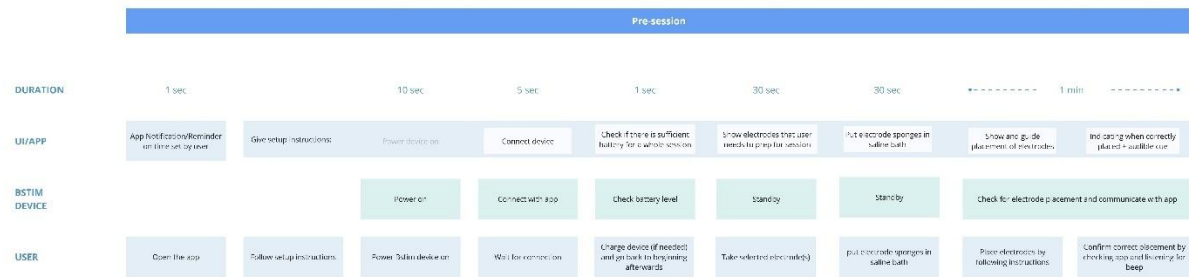 Pre-session
DURATION
1 sec
10 sec
5 sec
1 sec
30 sec
30 sec
1 min
UI/APP
App Notification/Reminder
on time set by user
Give setup instructions:
Power device on
Connect device
Check if there is sufficient
battery for a whole session
Show electrodes that user
needs to prep for session
Put electrode sponges in
saline bath
Show and guide
placement of electrodes
Indicating when correctly
placed + audible cue
BSTIM
DEVICE
Power on
Connect with app
Check battery level
Standby
Standby
Check for electrode placement and communicate with app
USER
Open the app
Follow setup instructions
Power Bstim device on
Wait for connection
Charge device (if needed)
and go back to beginning
afterwards
Take selected electrode(s)
put electrode sponges in
saline bath
Place electrodes by
following instructions
Confirm correct placement by
checking app and listening for
beep